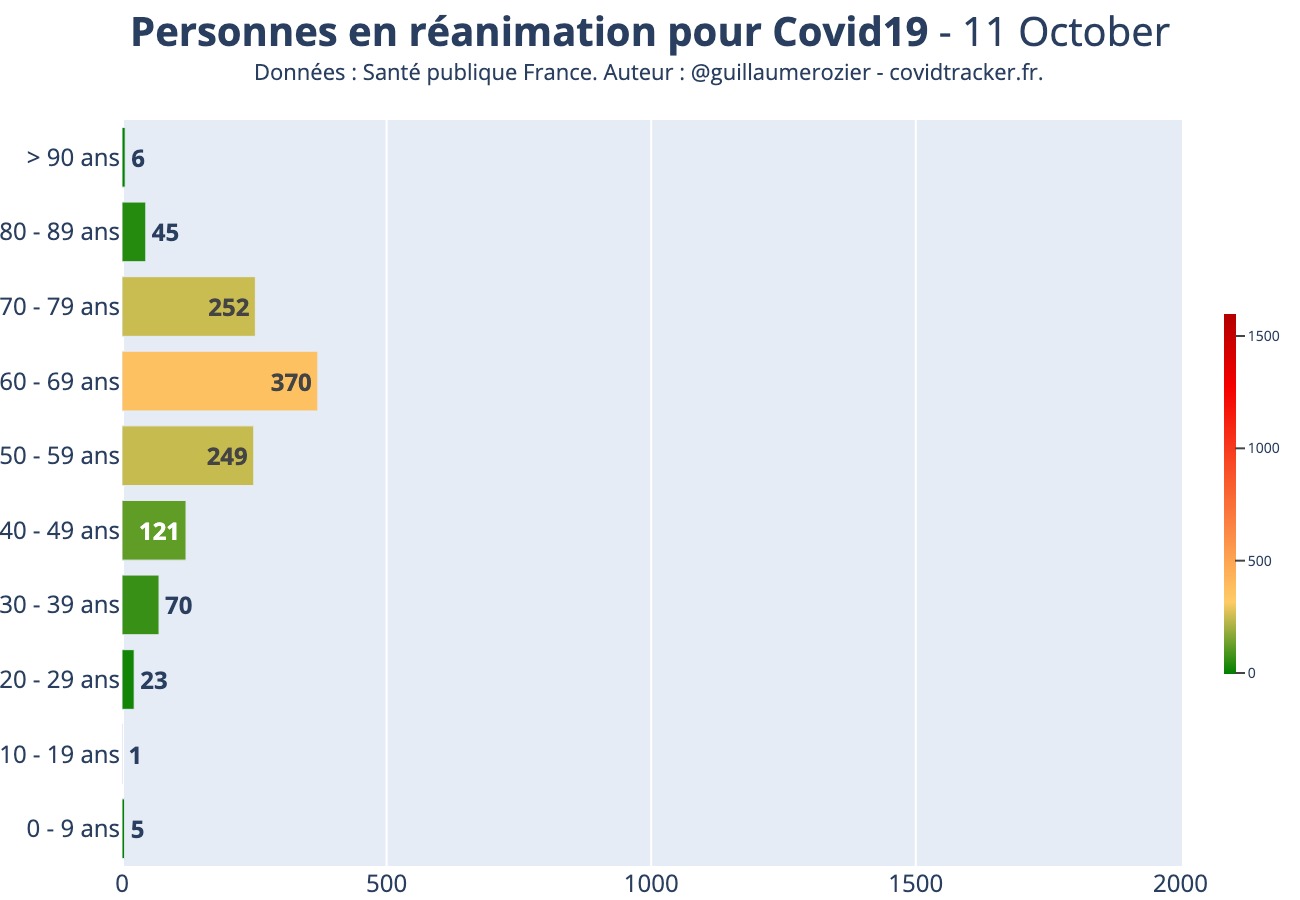 Personnes en réanimation pour Covid19 - 11 October
Données : Santé publique France. Auteur : @guillaumerozier - covidtracker.fr.
> 90 ans 6
80 - 89 ans 45
70 - 79 ans 252
60 - 69 ans 370
50 - 59 ans 249
40 - 49 ans 121
30 - 39 ans 70
20 - 29 ans 23
10 - 19 ans 1
0 - 9 ans 5
0 500 1000 1500 2000
1500
1000
500
0